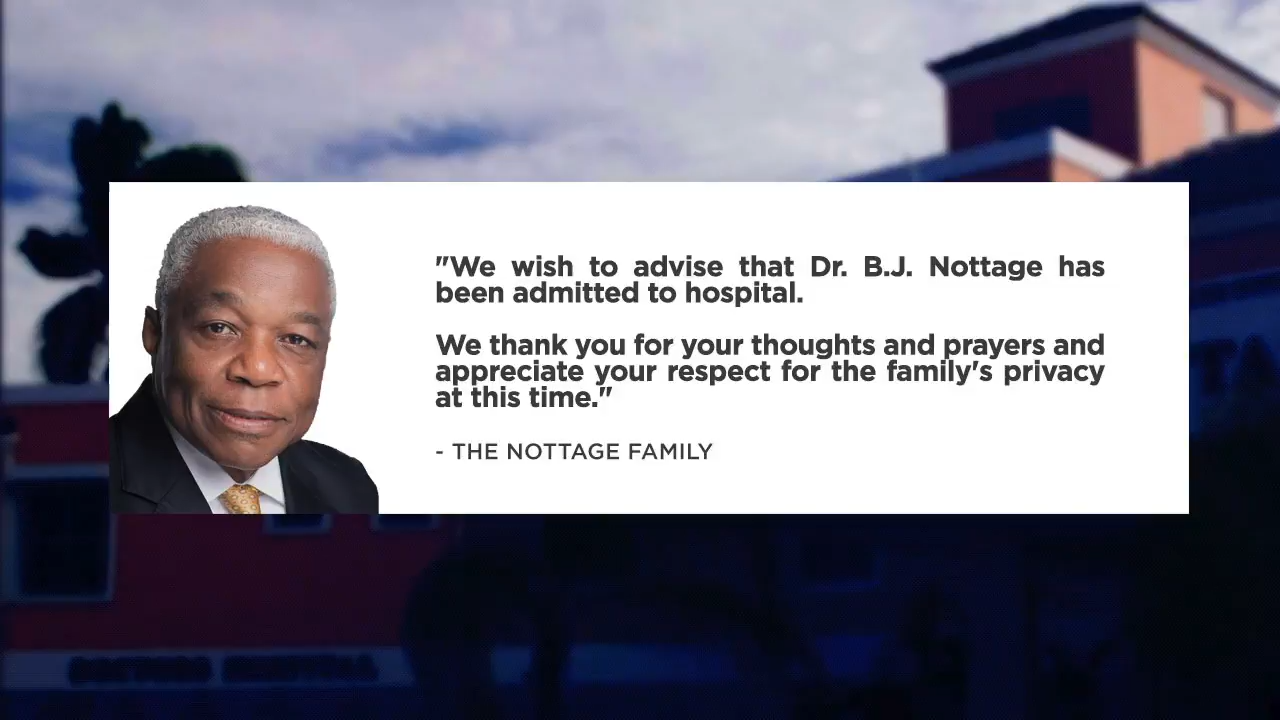 "We wish to advise that Dr. B.J. Nottage has
been admitted to hospital.
We thank you for your thoughts and prayers and
appreciate your respect for the family's privacy
at this time."
- THE NOTTAGE FAMILY